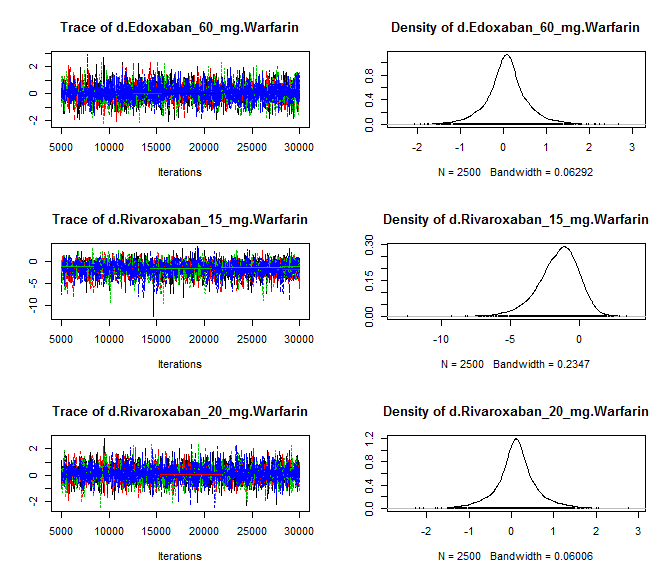 Trace of d.Edoxaban_60_mg.Warfarin
2
0
-2
5000 10000 15000 20000 25000 30000
Iterations
Density of d.Edoxaban_60_mg.Warfarin
0.8
0.4
0.0
-2 -1 0 1 2 3
N = 2500 Bandwidth = 0.06292
Trace of d.Rivaroxaban_15_mg.Warfarin
0
-5
-10
5000 10000 15000 20000 25000 30000
Iterations
Density of d.Rivaroxaban_15_mg.Warfarin
0.30
0.15
0.00
-10 -5 0
N = 2500 Bandwidth = 0.2347
Trace of d.Rivaroxaban_20_mg.Warfarin
2
0
-2
5000 10000 15000 20000 25000 30000
Iterations
Density of d.Rivaroxaban_20_mg.Warfarin
1.2
0.8
0.4
0.0
-2 -1 0 1 2 3
N = 2500 Bandwidth = 0.06006